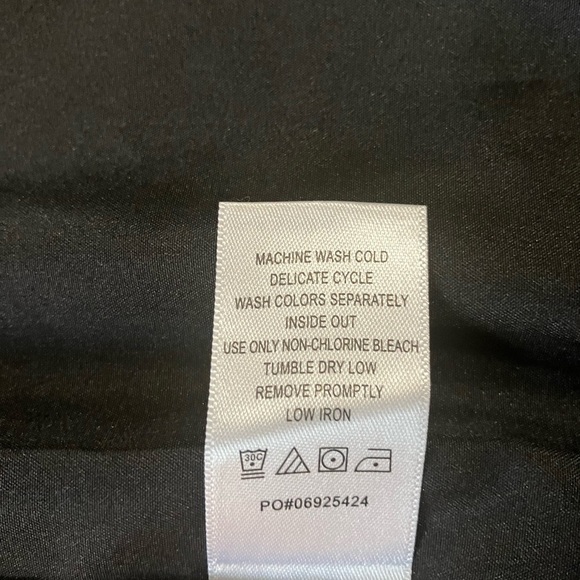 MACHINE WASH COLD
DELICATE CYCLE
WASH COLORS SEPARATELY
INSIDE OUT
USE ONLY NON-CHLORINE BLEACH
TUMBLE DRY LOW
REMOVE PROMPTLY
LOW IRON
30C
PO#06925424